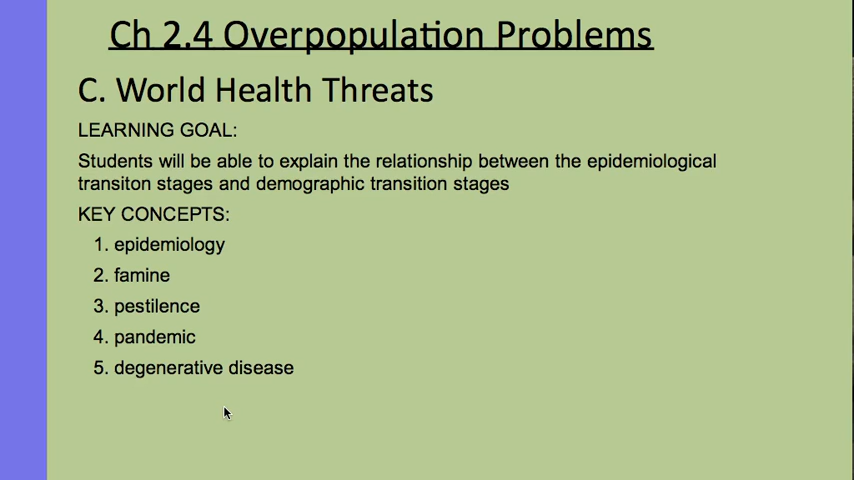 Ch 2.4 Overpopulation Problems
C. World Health Threats
LEARNING GOAL:
Students will be able to explain the relationship between the epidemiological
transiton stages and demographic transition stages
KEY CONCEPTS:
1. epidemiology
2. famine
3. pestilence
4. pandemic
5. degenerative disease